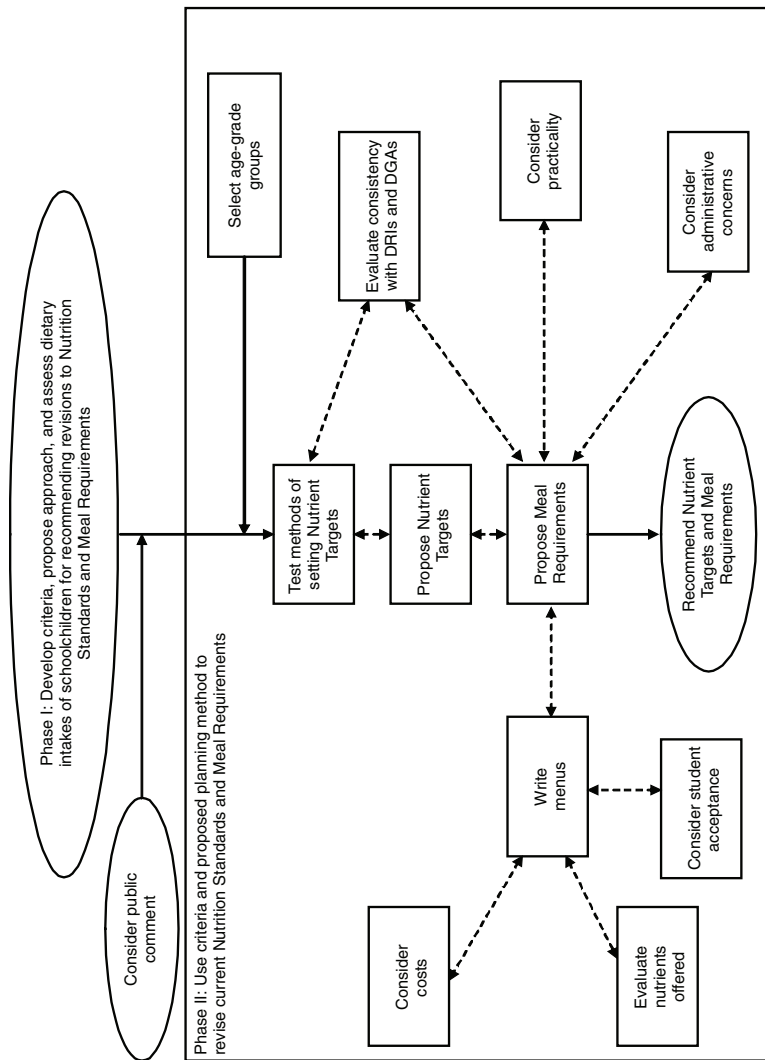 Phase I: Develop criteria, propose approach, and assess dietary
intakes of schoolchildren for recommending revisions to Nutrition
Standards and Meal Requirements
Consider public
comment
Phase II: Use criteria and proposed planning method to
revise current Nutrition Standards and Meal Requirements
Select age-grade
groups
Test methods of
setting Nutrient
Targets
Evaluate consistency
with DRIs and DGAs
Propose Nutrient
Targets
Consider
costs
Write
menus
Propose Meal
Requirements
Consider
practicality
Evaluate
nutrients
offered
Consider student
acceptance
Recommend Nutrient
Targets and Meal
Requirements
Consider
administrative
concerns